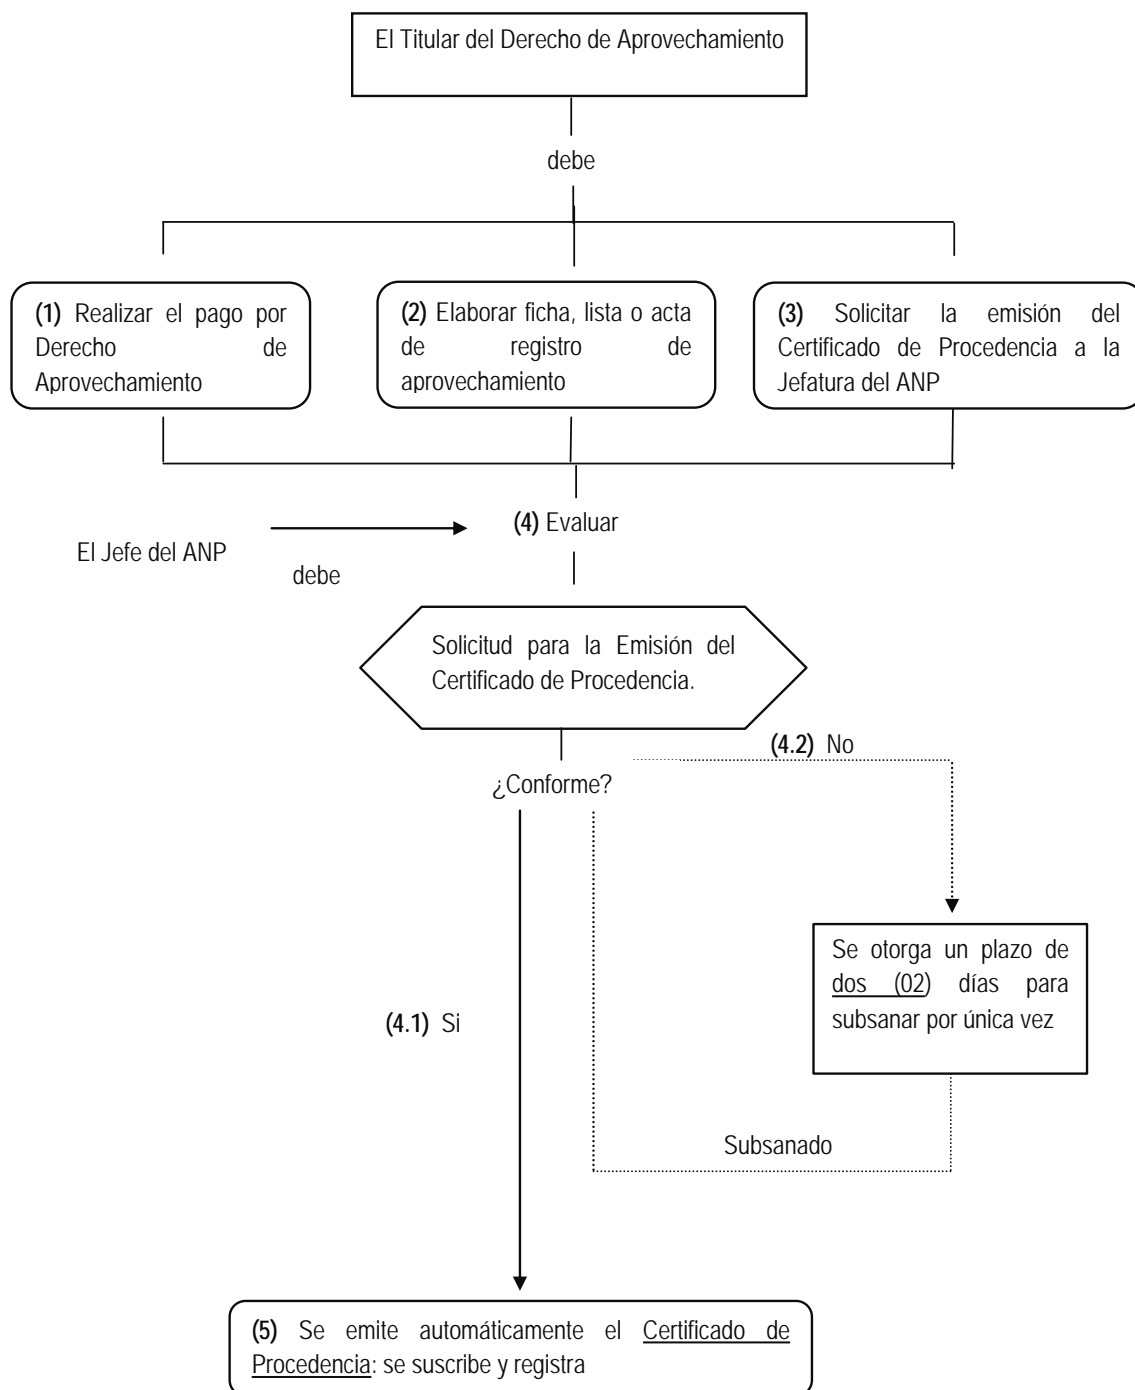 El Titular del Derecho de Aprovechamiento
debe
(1) Realizar el pago por
Derecho de
Aprovechamiento
(2) Elaborar ficha, lista o acta
de registro de
aprovechamiento
(3) Solicitar la emisión del
Certificado de Procedencia a la
Jefatura del ANP
(4) Evaluar
El Jefe del ANP
debe
Solicitud para la Emisión del
Certificado de Procedencia.
(4.2) No
¿Conforme?
Se otorga un plazo de
dos (02) días para
subsanar por única vez
(4.1) Si
Subsanado
(5) Se emite automáticamente el Certificado de
Procedencia: se suscribe y registra